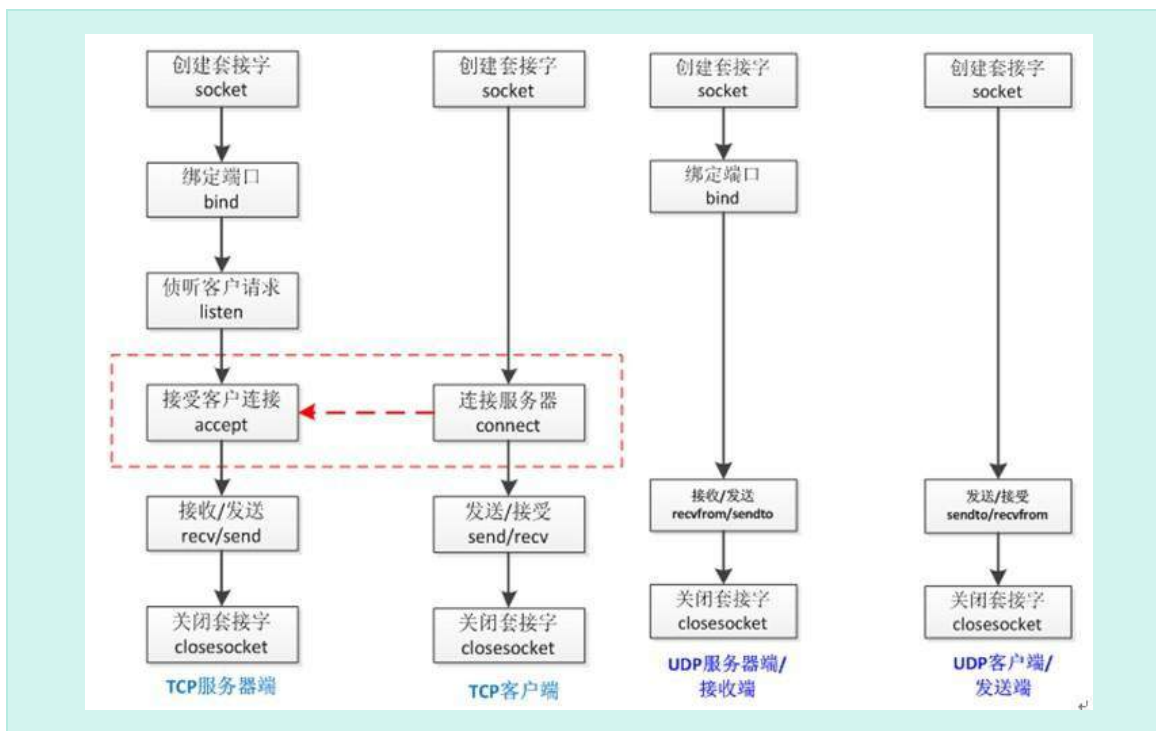 创建套接字
socket
绑定端口
bind
侦听客户请求
listen
接受客户连接
accept
接收/发送
recv/send
关闭套接字
closesocket
TCP服务器端
创建套接字
socket
连接服务器
connect
发送/接受
send/recv
关闭套接字
closesocket
TCP客户端
创建套接字
socket
绑定端口
bind
接收/发送
recvfrom/sendto
关闭套接字
closesocket
UDP服务器端/
接收端
创建套接字
socket
发送/接受
sendto/recvfrom
关闭套接字
closesocket
UDP客户端/
发送端